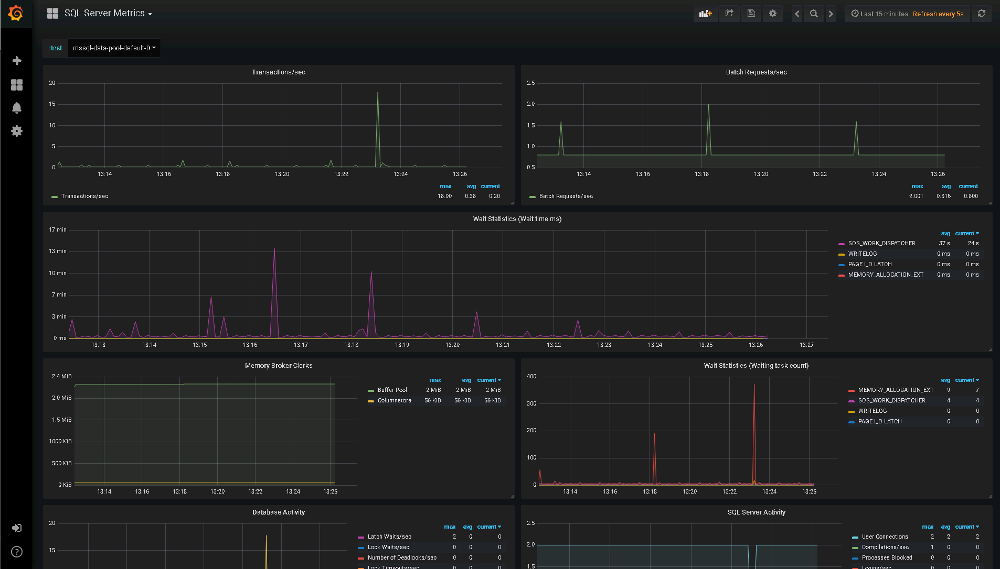 SQL Server Metrics
Last 15 minutes Refresh every 5s
Host mssql-data-pool-default-0
Transactions/sec
20
15
10
5
0
13:14 13:16 13:18 13:20 13:22 13:24 13:26
max avg current
Transactions/sec 18.00 0.38 0.20
Batch Requests/sec
2.5
2.0
1.5
1.0
0.5
13:14 13:16 13:18 13:20 13:22 13:24 13:26
max avg current
Batch Requests/sec 2.001 0.816 0.800
Wait Statistics (Wait time ms)
17 min
13 min
10 min
7 min
3 min
0 ms
13:13 13:14 13:15 13:16 13:17 13:18 13:19 13:20 13:21 13:22 13:23 13:24 13:25 13:26 13:27
avg current
SOS_WORK_DISPATCHER 37 s 24 s
WRITELOG 0 ms 0 ms
PAGE I_O LATCH 0 ms 0 ms
MEMORY_ALLOCATION_EXT 0 ms 0 ms
Memory Broker Clerks
2.4 MiB
2.0 MiB
1.5 MiB
1000 KiB
500 KiB
0 KiB
13:14 13:16 13:18 13:20 13:22 13:24 13:26
max avg current
Buffer Pool 2 MiB 2 MiB 2 MiB
Columnstore 56 KiB 56 KiB 56 KiB
Wait Statistics (Waiting task count)
400
300
200
100
0
13:14 13:16 13:18 13:20 13:22 13:24 13:26
avg current
MEMORY_ALLOCATION_EXT 9 7
SOS_WORK_DISPATCHER 4 4
WRITELOG 0 0
PAGE I_O LATCH 0 0
Database Activity
20
15
max avg current
Latch Waits/sec 2 0 0
Lock Waits/sec 0 0 0
Number of Deadlocks/sec 0 0 0
Lock Timeouts/sec 0 0 0
SQL Server Activity
2.5
2.0
1.5
max avg current
User Connections 2 2 2
Compilations/sec 1 0 0
Processes Blocked 0 0 0
Logins/sec 0 0 0